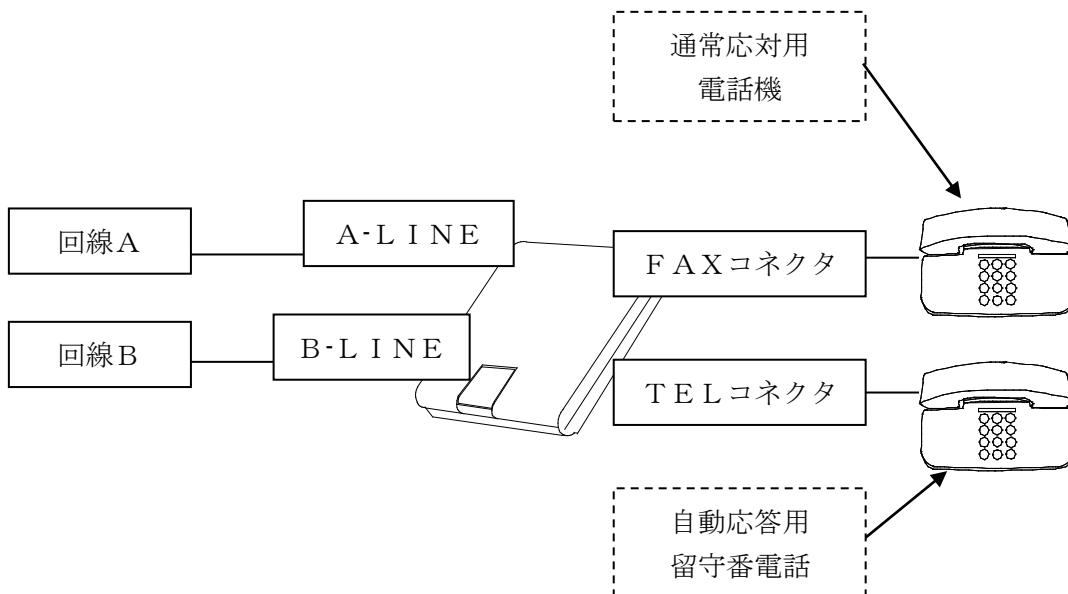 通常応対用
電話機
回線A
A-LINE
FAXコネクタ
回線B
B-LINE
TELコネクタ
自動応答用
留守番電話